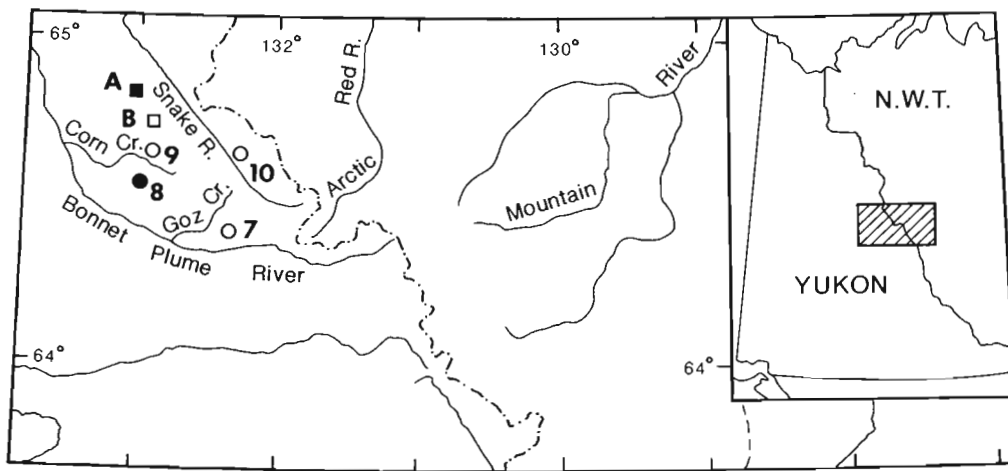 65°
132°
130°
River
Red R.
A
Snake R.
B
Corn Cr.
9
10
8
Arctic
Mountain
Goz Cr.
7
Bonnet Plume River
64°
64°
N.W.T.
YUKON